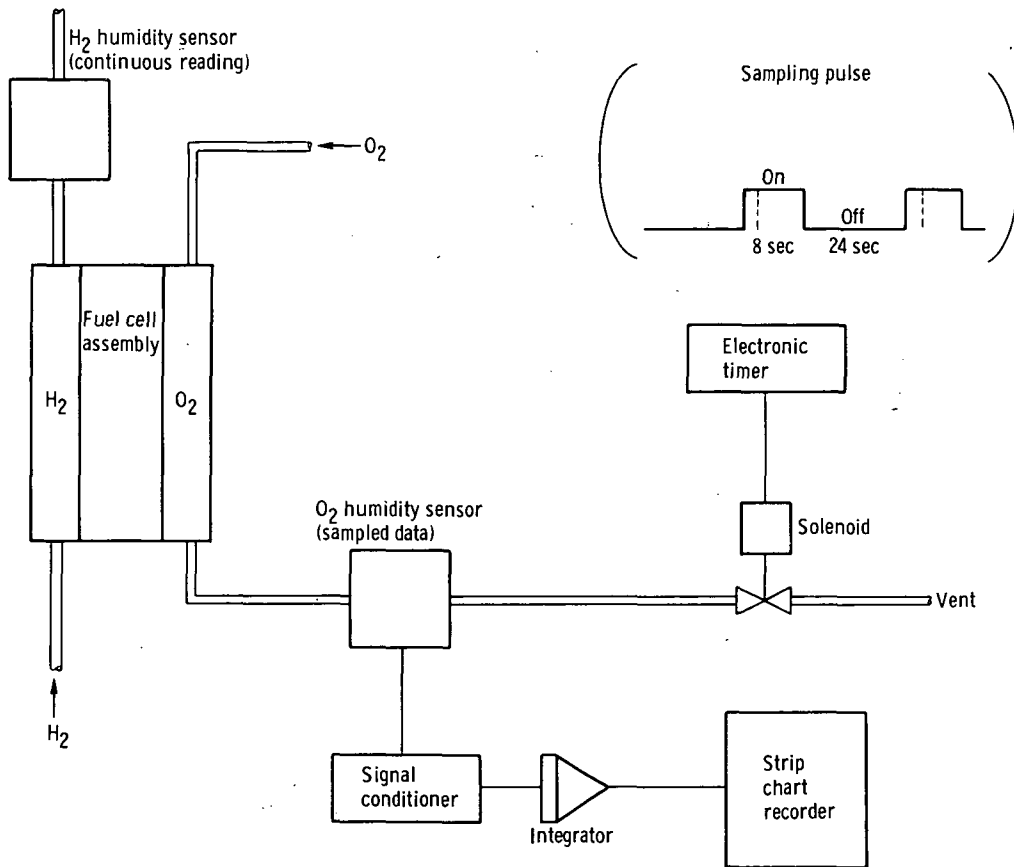 H2 humidity sensor
(continuous reading)
Sampling pulse
O2
On
Off
8 sec
24 sec
Fuel cell
assembly
H2
O2
Electronic
timer
O2 humidity sensor
(sampled data)
Solenoid
Vent
H2
Signal
conditioner
Integrator
Strip
chart
recorder